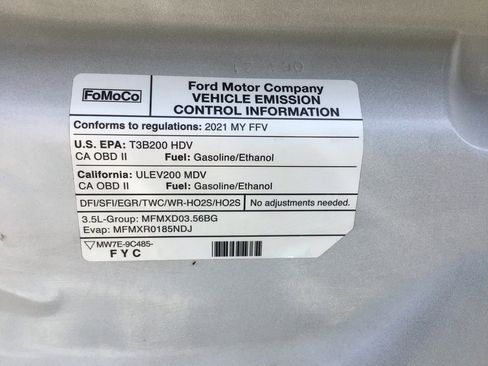 FoMoCo
Ford Motor Company
VEHICLE EMISSION
CONTROL INFORMATION
Conforms to regulations: 2021 MY FFV
U.S. EPA: T3B200 HDV
CA OBD II Fuel: Gasoline/Ethanol
California: ULEV200 MDV
CA OBD II Fuel: Gasoline/Ethanol
DFI/SFI/EGR/TWC/WR-HO2S/HO2S No adjustments needed.
3.5L-Group: MFMXD03.56BG
Evap: MFMXR0185NDJ
MW7E-9C485-
FYC